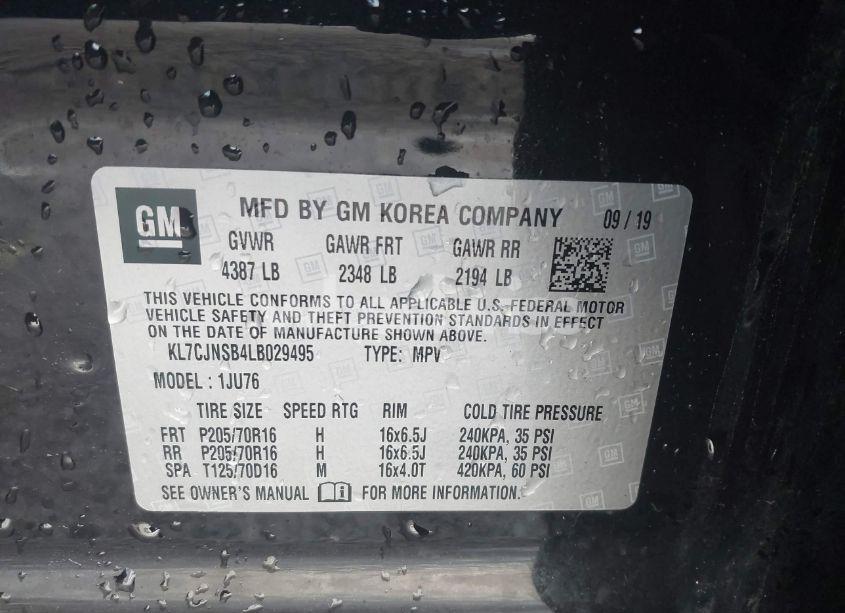 GM MFD BY GM KOREA COMPANY 09 / 19
GVWR GAWR FRT GAWR RR
4387 LB 2348 LB 2194 LB
THIS VEHICLE CONFORMS TO ALL APPLICABLE U.S. FEDERAL MOTOR
VEHICLE SAFETY AND THEFT PREVENTION STANDARDS IN EFFECT
ON THE DATE OF MANUFACTURE SHOWN ABOVE.
KL7CJNSB4LB029495 TYPE: MPV
MODEL : 1JU76
TIRE SIZE SPEED RTG RIM COLD TIRE PRESSURE
FRT P205/70R16 H 16x6.5J 240KPA, 35 PSI
RR P205/70R16 H 16x6.5J 240KPA, 35 PSI
SPA T125/70D16 M 16x4.0T 420KPA, 60 PSI
SEE OWNER'S MANUAL FOR MORE INFORMATION.